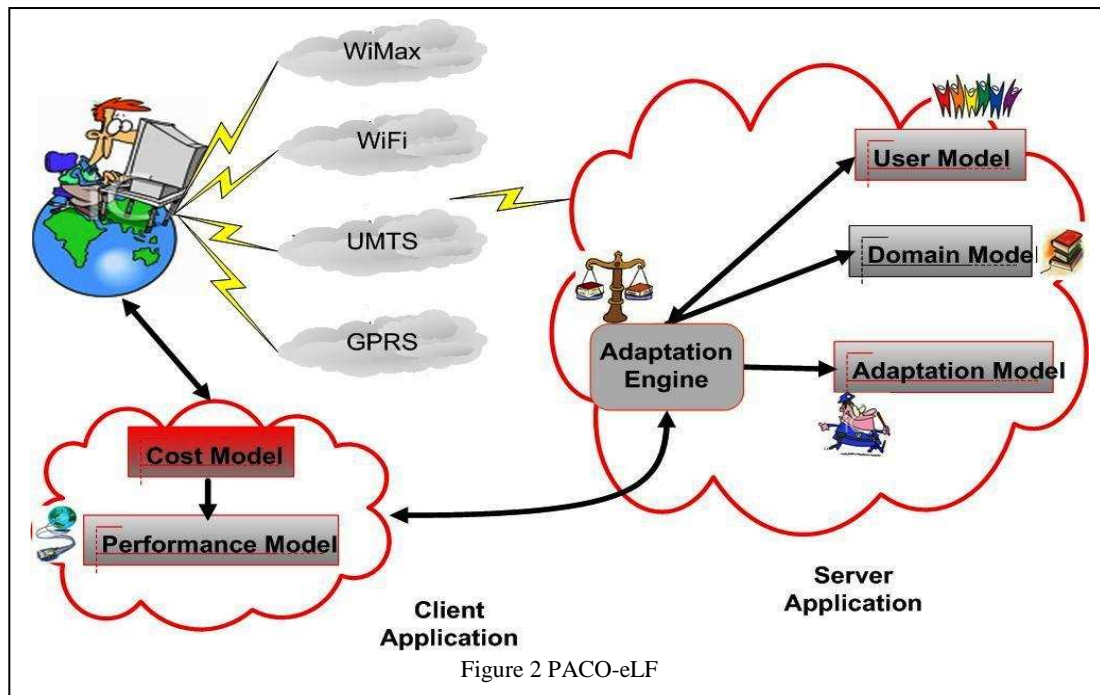 WiMax
WiFi
UMTS
GPRS
User Model
Domain Model
Adaptation
Engine
Adaptation Model
Cost Model
Performance Model
Server
Application
Client
Application
Figure 2 PACO-eLF